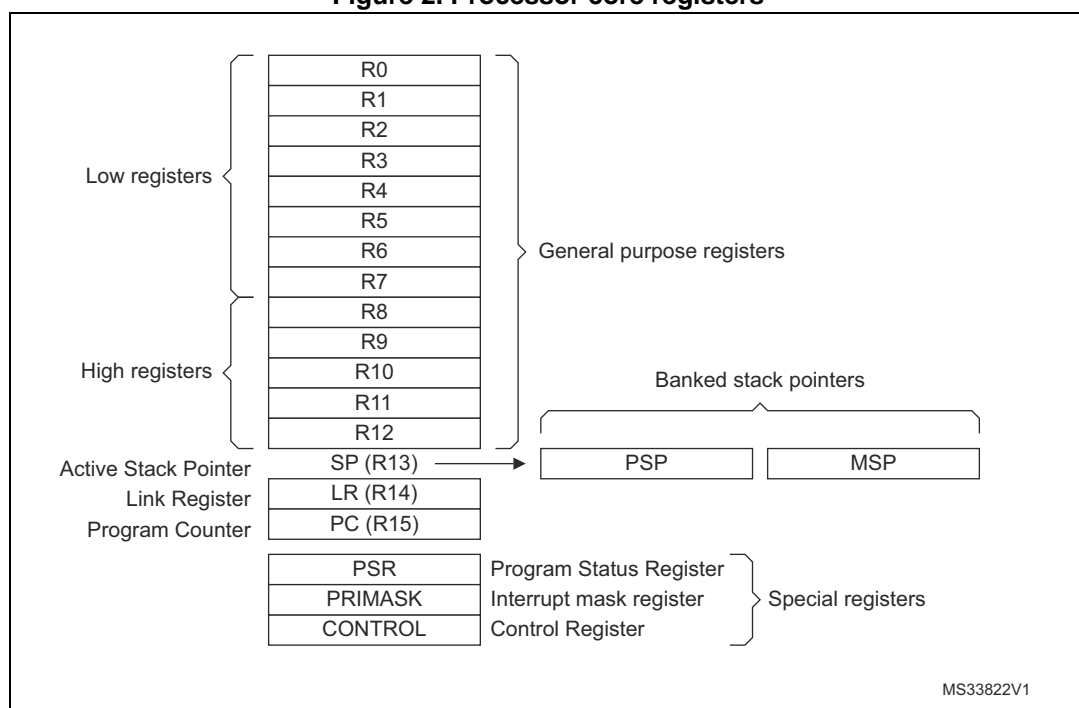 Figure 2. Processor core registers
R0
R1
R2
R3
Low registers
R4
R5
R6
General purpose registers
R7
R8
R9
High registers
R10
Banked stack pointers
R11
R12
Active Stack Pointer
SP (R13)
PSP
MSP
Link Register
LR (R14)
Program Counter
PC (R15)
PSR
Program Status Register
PRIMASK
Interrupt mask register
Special registers
CONTROL
Control Register
MS33822V1